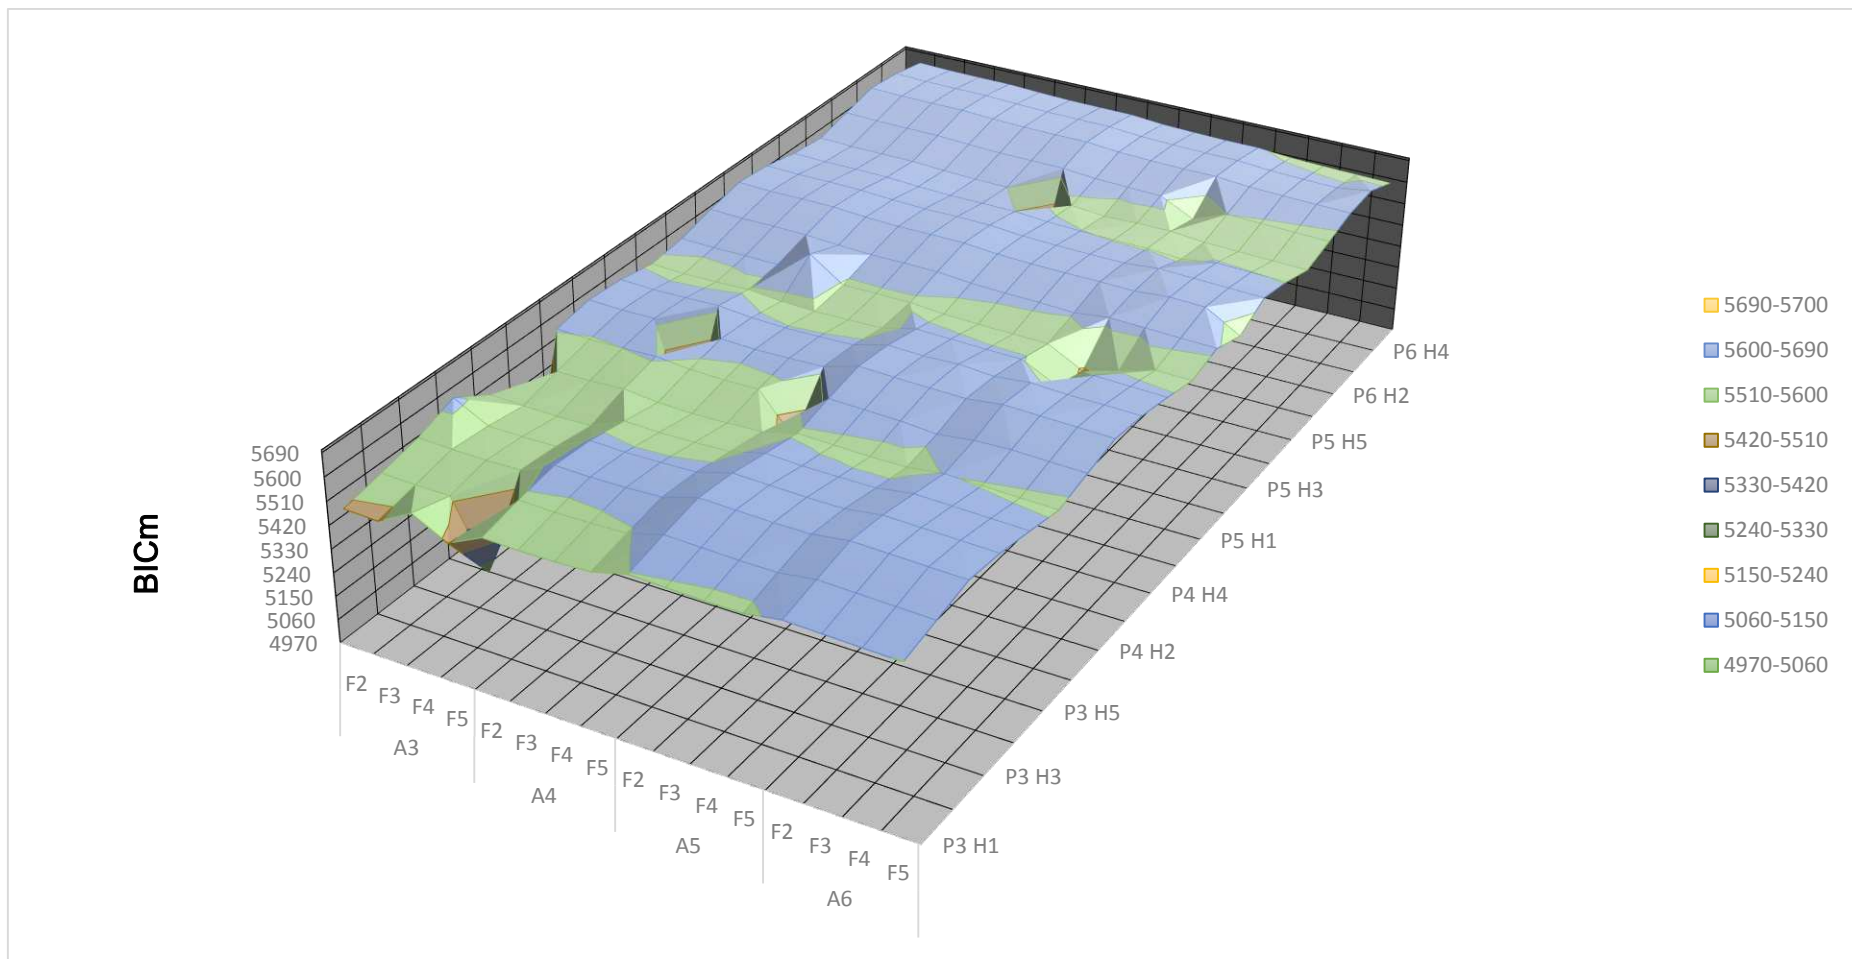 BICm
5690
5600
5510
5420
5330
5240
5150
5060
4970
F2 F3 F4 F5 F2 F3 F4 F5 F2 F3 F4 F5 F2 F3 F4 F5
A3 A4 A5 A6
P3 H1
P3 H3
P3 H5
P4 H2
P4 H4
P5 H1
P5 H3
P5 H5
P6 H2
P6 H4
5690-5700
5600-5690
5510-5600
5420-5510
5330-5420
5240-5330
5150-5240
5060-5150
4970-5060